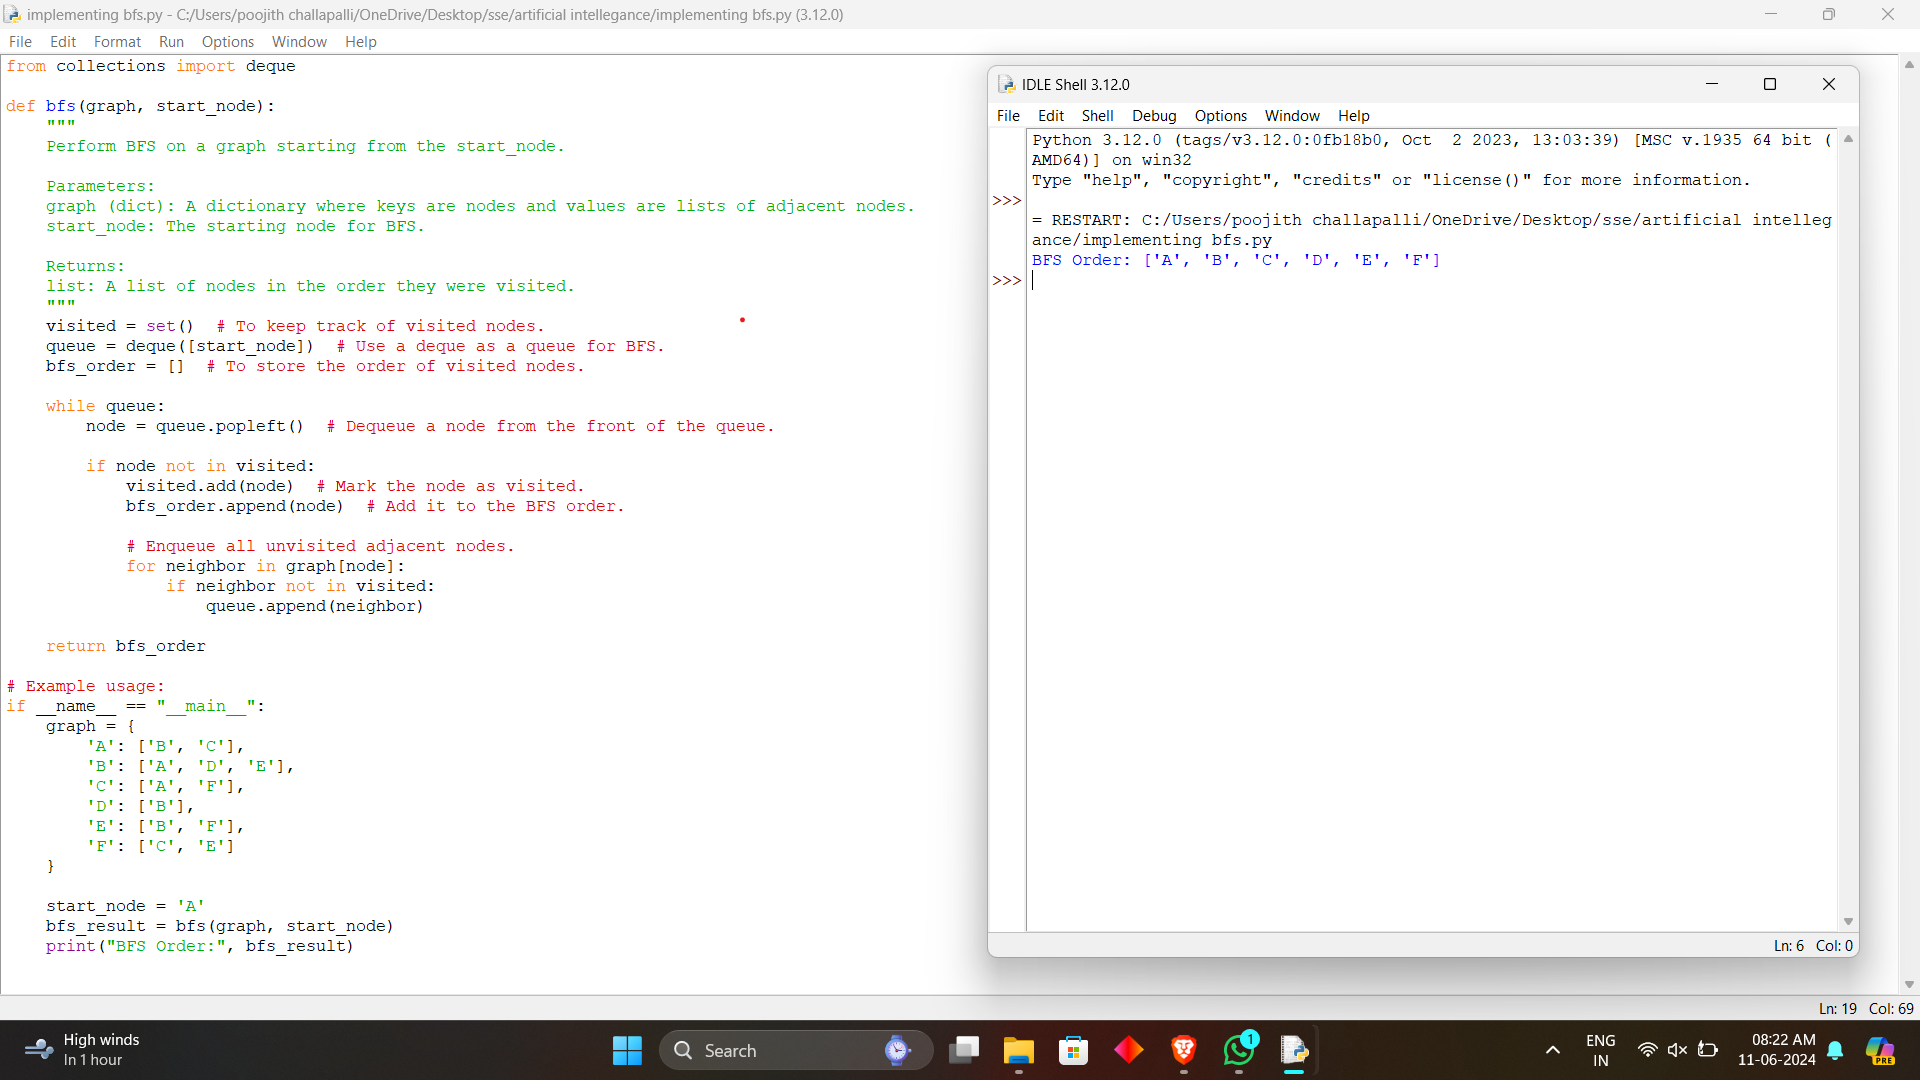 implementing bfs.py - C:/Users/poojith challapalli/OneDrive/Desktop/sse/artificial intellegance/implementing bfs.py (3.12.0)
File Edit Format Run Options Window Help
from collections import deque

def bfs(graph, start_node):
    """
    Perform BFS on a graph starting from the start_node.

    Parameters:
    graph (dict): A dictionary where keys are nodes and values are lists of adjacent nodes.
    start_node: The starting node for BFS.

    Returns:
    list: A list of nodes in the order they were visited.
    """
    visited = set()  # To keep track of visited nodes.
    queue = deque([start_node])  # Use a deque as a queue for BFS.
    bfs_order = []  # To store the order of visited nodes.

    while queue:
        node = queue.popleft()  # Dequeue a node from the front of the queue.

        if node not in visited:
            visited.add(node)  # Mark the node as visited.
            bfs_order.append(node)  # Add it to the BFS order.

            # Enqueue all unvisited adjacent nodes.
            for neighbor in graph[node]:
                if neighbor not in visited:
                    queue.append(neighbor)

    return bfs_order

# Example usage:
if __name__ == "__main__":
    graph = {
        'A': ['B', 'C'],
        'B': ['A', 'D', 'E'],
        'C': ['A', 'F'],
        'D': ['B'],
        'E': ['B', 'F'],
        'F': ['C', 'E']
    }

    start_node = 'A'
    bfs_result = bfs(graph, start_node)
    print("BFS Order:", bfs_result)
Ln: 19 Col: 69
IDLE Shell 3.12.0
File Edit Shell Debug Options Window Help
Python 3.12.0 (tags/v3.12.0:0fb18b0, Oct  2 2023, 13:03:39) [MSC v.1935 64 bit (
AMD64)] on win32
Type "help", "copyright", "credits" or "license()" for more information.
>>>
= RESTART: C:/Users/poojith challapalli/OneDrive/Desktop/sse/artificial intelleg
ance/implementing bfs.py
BFS Order: ['A', 'B', 'C', 'D', 'E', 'F']
>>>
Ln: 6 Col: 0
High winds
In 1 hour
Search
1
ENG
IN
08:22 AM
11-06-2024
PRE